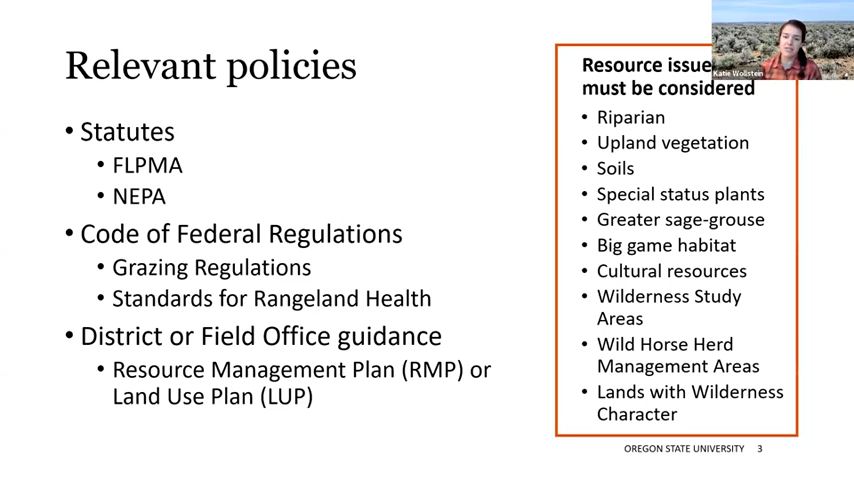 Relevant policies
• Statutes
• FLPMA
• NEPA
• Code of Federal Regulations
• Grazing Regulations
• Standards for Rangeland Health
• District or Field Office guidance
• Resource Management Plan (RMP) or
Land Use Plan (LUP)
Resource issue
must be considered
• Riparian
• Upland vegetation
• Soils
• Special status plants
• Greater sage-grouse
• Big game habitat
• Cultural resources
• Wilderness Study
Areas
• Wild Horse Herd
Management Areas
• Lands with Wilderness
Character
Katie Wollstein
OREGON STATE UNIVERSITY 3